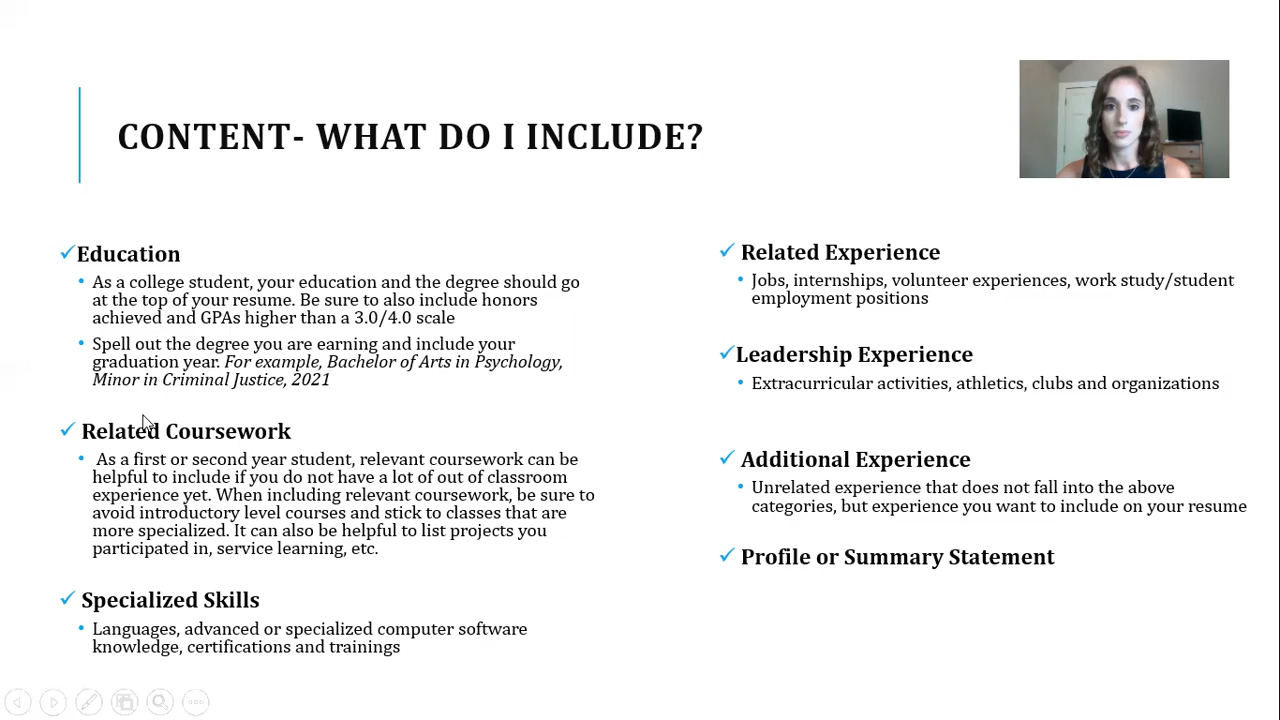 CONTENT- WHAT DO I INCLUDE?
Education
As a college student, your education and the degree should go
at the top of your resume. Be sure to also include honors
achieved and GPAs higher than a 3.0/4.0 scale
Spell out the degree you are earning and include your
graduation year. For example, Bachelor of Arts in Psychology,
Minor in Criminal Justice, 2021
Related Coursework
As a first or second year student, relevant coursework can be
helpful to include if you do not have a lot of out of classroom
experience yet. When including relevant coursework, be sure to
avoid introductory level courses and stick to classes that are
more specialized. It can also be helpful to list projects you
participated in, service learning, etc.
Specialized Skills
Languages, advanced or specialized computer software
knowledge, certifications and trainings
Related Experience
Jobs, internships, volunteer experiences, work study/student
employment positions
Leadership Experience
Extracurricular activities, athletics, clubs and organizations
Additional Experience
Unrelated experience that does not fall into the above
categories, but experience you want to include on your resume
Profile or Summary Statement